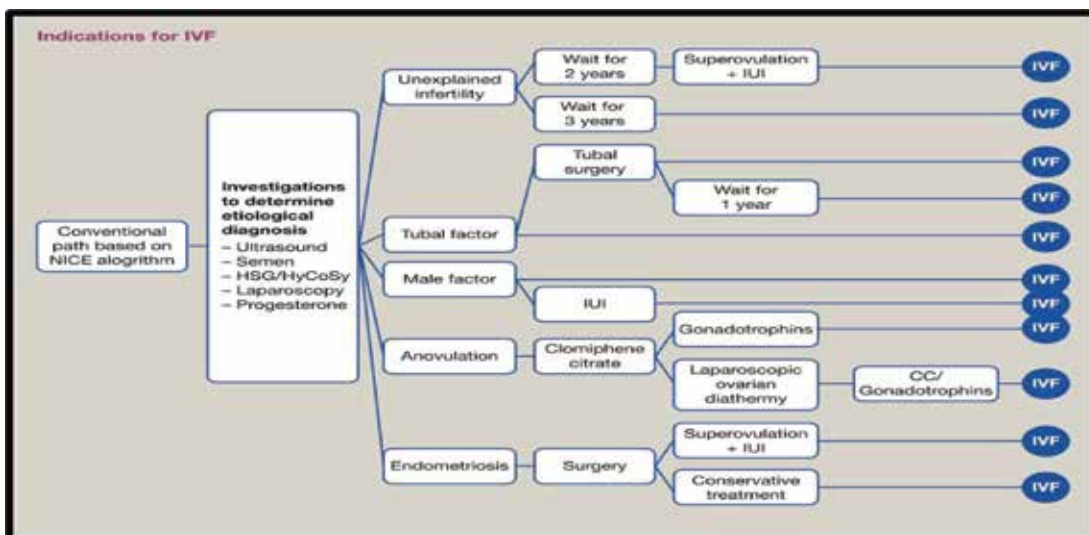 Indications for IVF
Wait for
2 years
Superovulation
+ IUI
IVF
Unexplained
infertility
Wait for
3 years
IVF
Tubal
surgery
IVF
Wait for
1 year
IVF
Investigations
to determine
etiological
diagnosis
– Ultrasound
– Semen
– HSG/HyCoSy
– Laparoscopy
– Progesterone
Conventional
path based on
NICE alogrithm
Tubal factor
IVF
Male factor
IVF
IUI
IVF
Anovulation
Clomiphene
citrate
Gonadotrophins
IVF
Laparoscopic
ovarian
diathermy
CC/
Gonadotrophins
IVF
Endometriosis
Surgery
Superovulation
+ IUI
IVF
Conservative
treatment
IVF